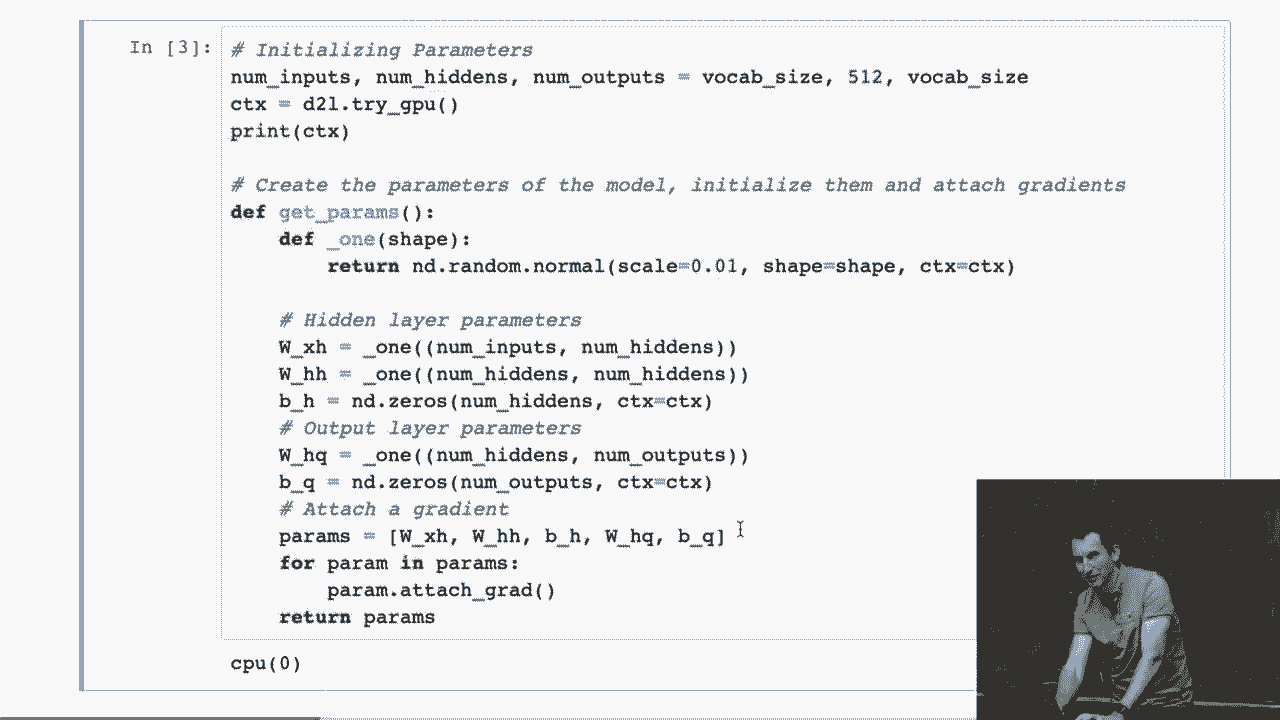 In [3]: # Initializing Parameters
num_inputs, num_hiddens, num_outputs = vocab_size, 512, vocab_size
ctx = d2l.try_gpu()
print(ctx)
# Create the parameters of the model, initialize them and attach gradients
def get_params():
    def _one(shape):
        return nd.random.normal(scale=0.01, shape=shape, ctx=ctx)
    # Hidden layer parameters
    W_xh = _one((num_inputs, num_hiddens))
    W_hh = _one((num_hiddens, num_hiddens))
    b_h = nd.zeros(num_hiddens, ctx=ctx)
    # Output layer parameters
    W_hq = _one((num_hiddens, num_outputs))
    b_q = nd.zeros(num_outputs, ctx=ctx)
    # Attach a gradient
    params = [W_xh, W_hh, b_h, W_hq, b_q]
    for param in params:
        param.attach_grad()
    return params
cpu(0)